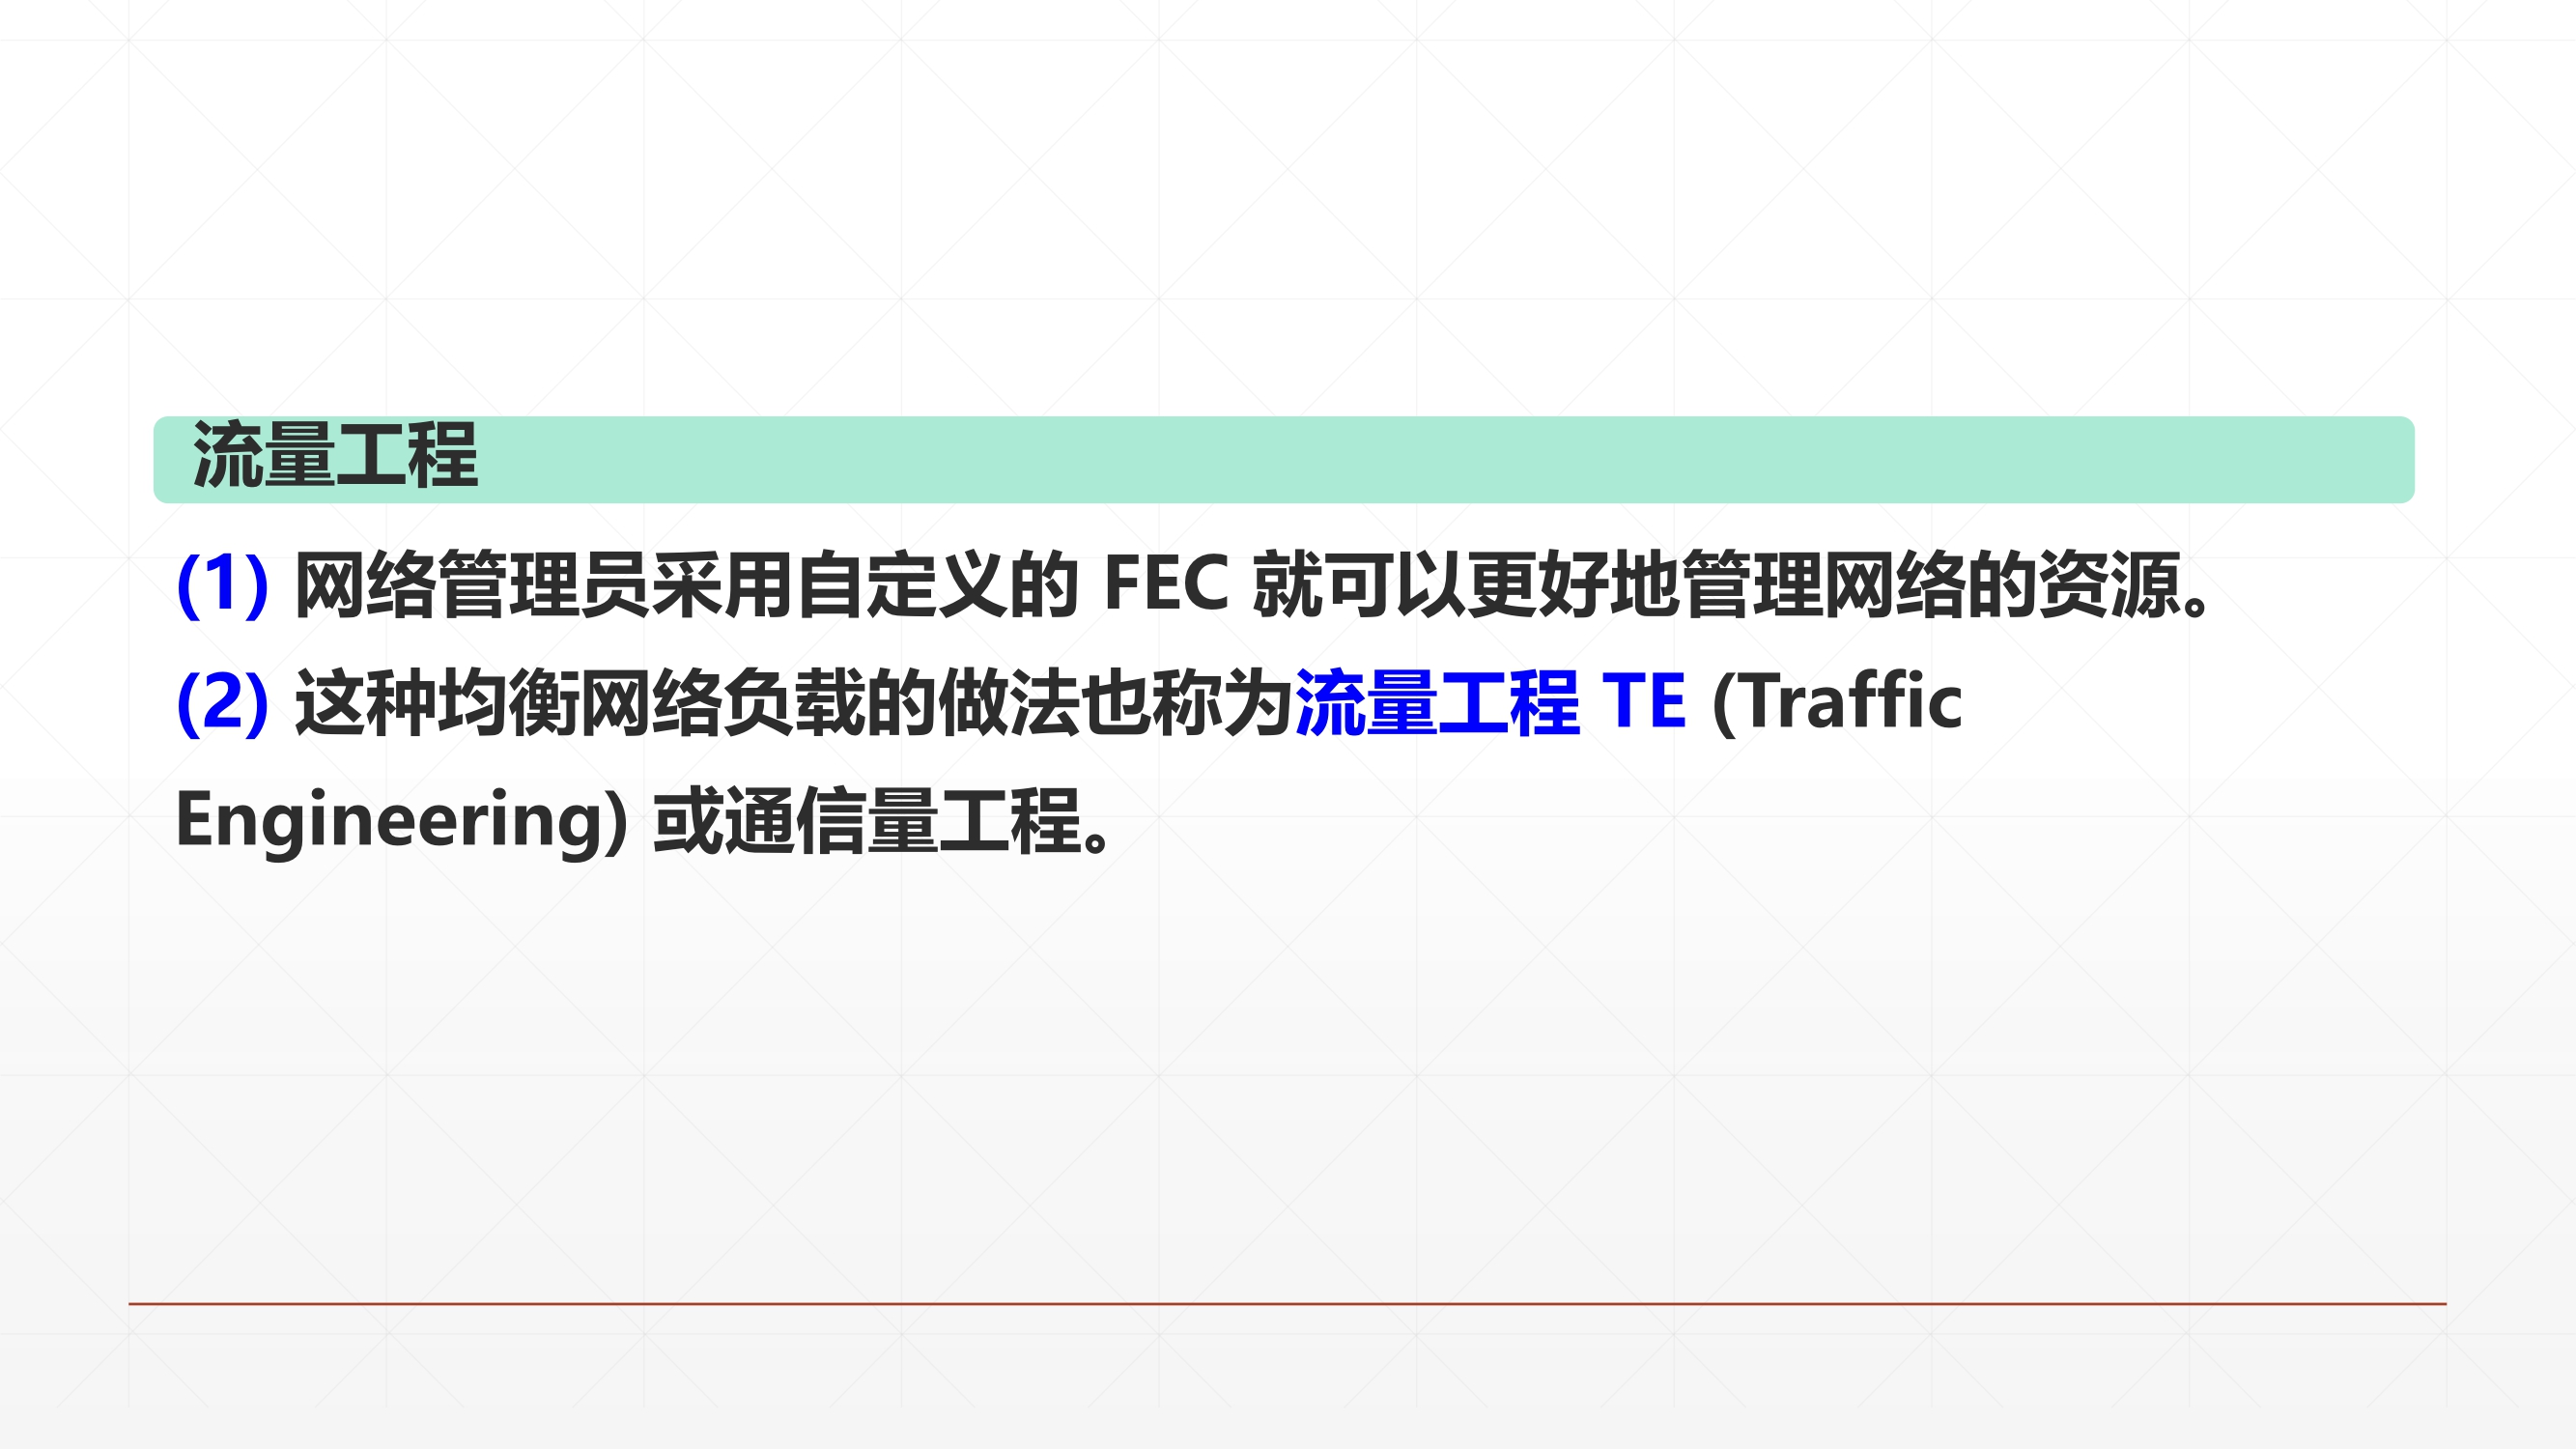 流量工程
(1) 网络管理员采用自定义的 FEC 就可以更好地管理网络的资源。
(2) 这种均衡网络负载的做法也称为流量工程 TE (Traffic
Engineering) 或通信量工程。